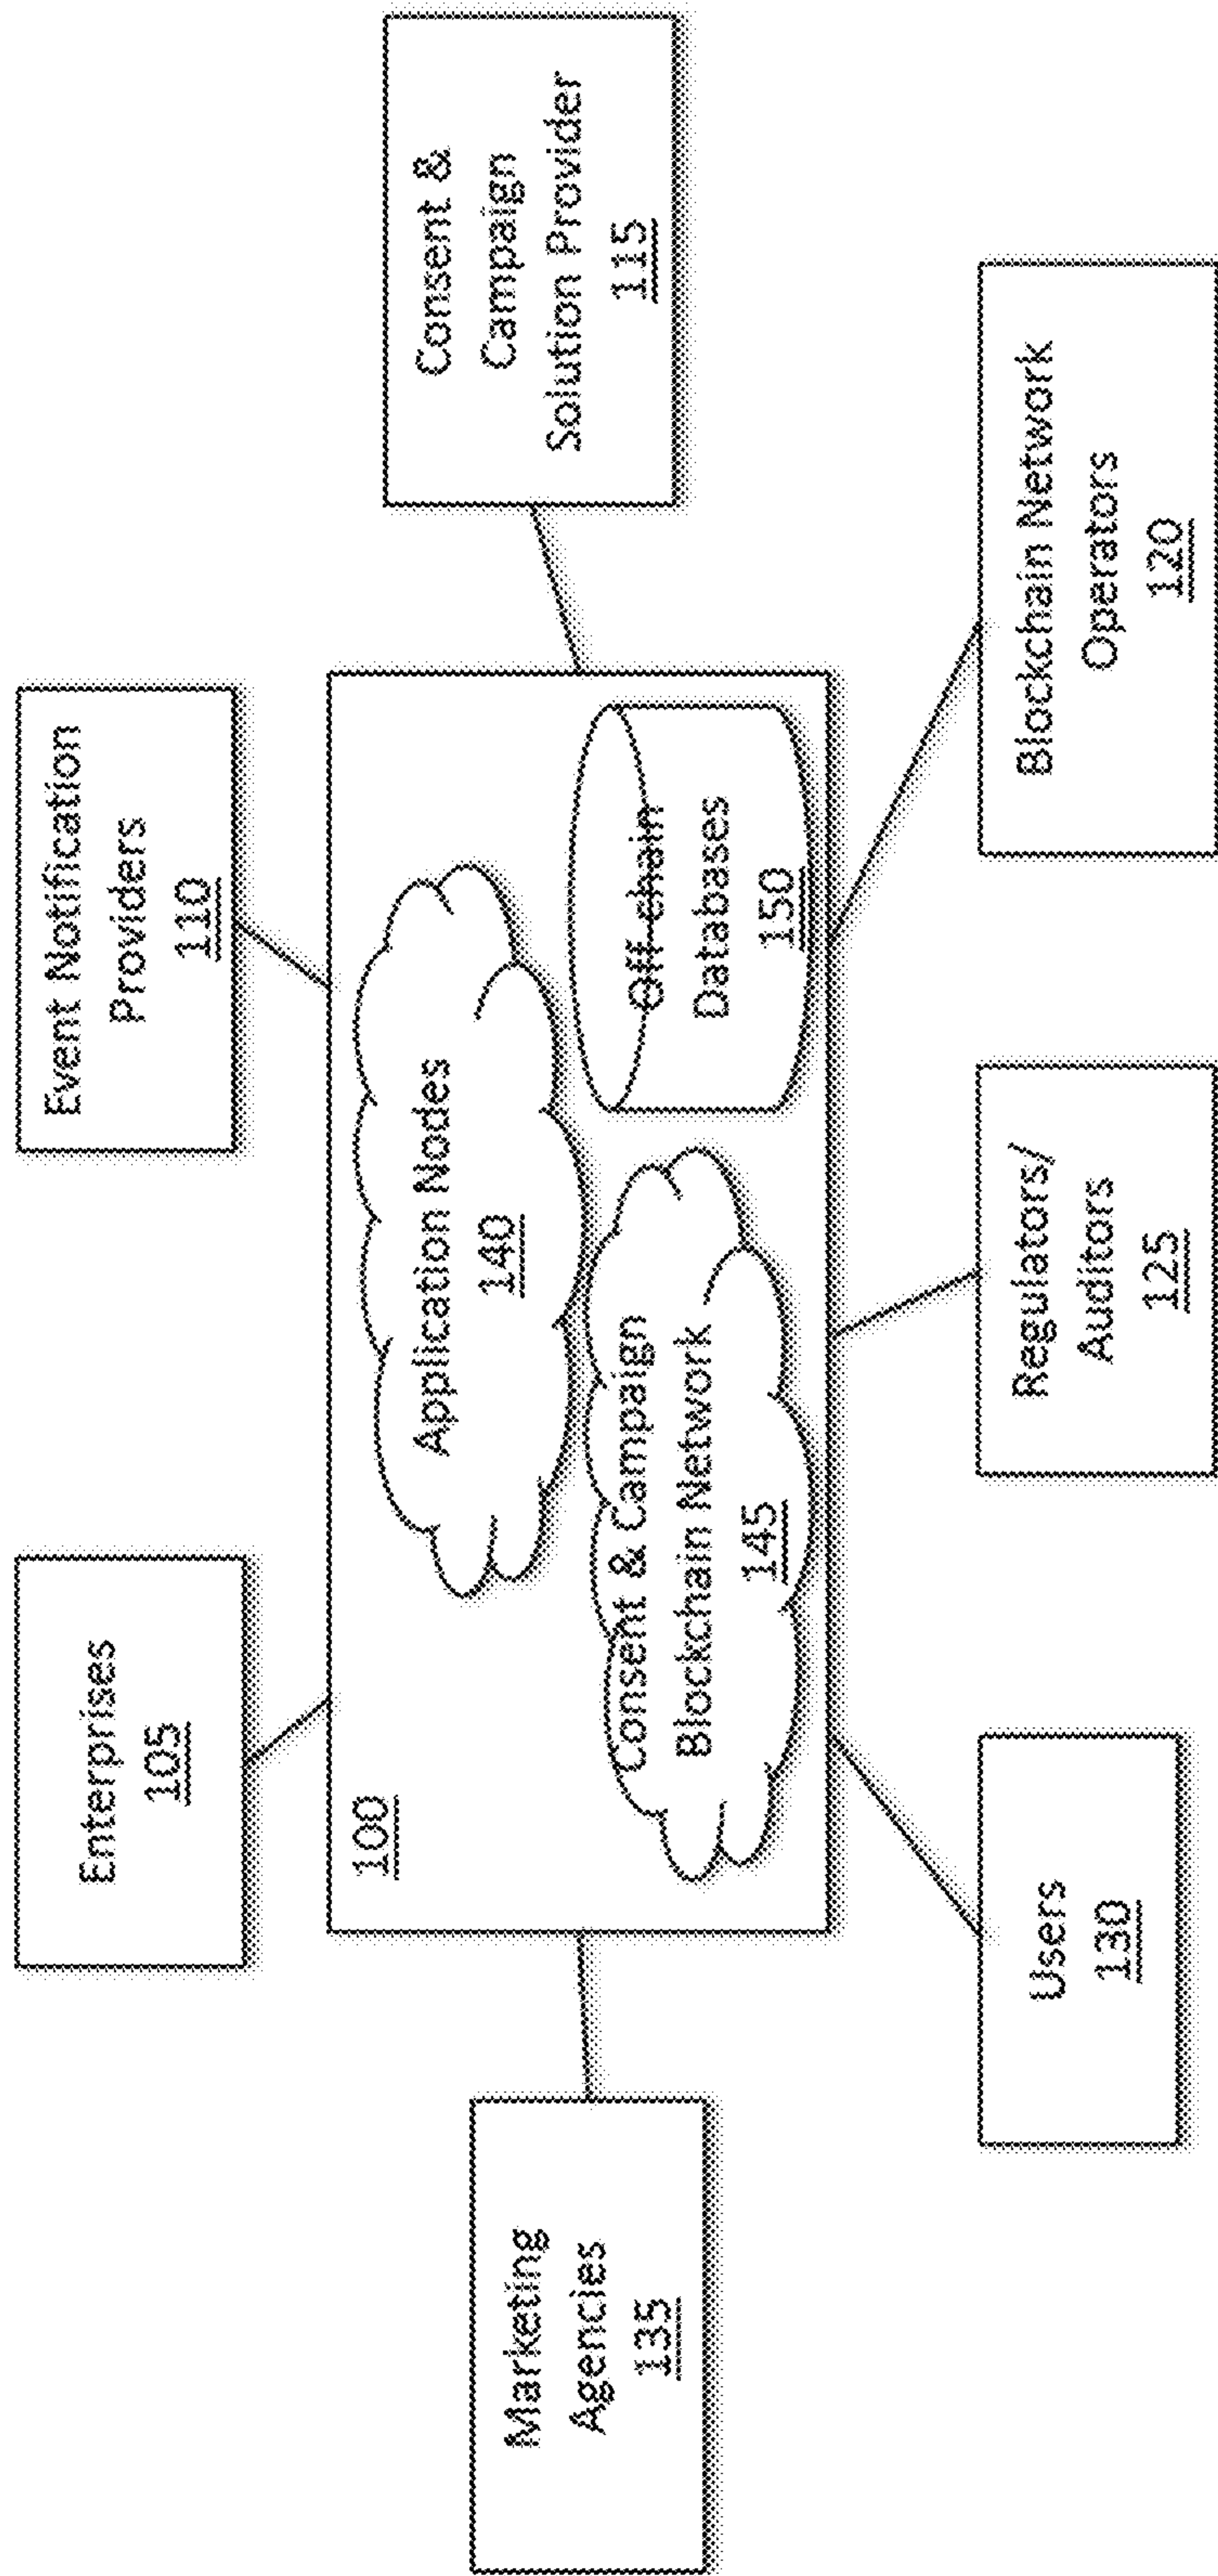 Enterprises
105
Event Notification
Providers
110
Marketing
Agencies
135
100
Application Nodes
140
Consent & Campaign
Blockchain Network
145
Off-chain
Databases
150
Consent &
Campaign
Solution Provider
115
Users
130
Regulators/
Auditors
125
Blockchain Network
Operators
120